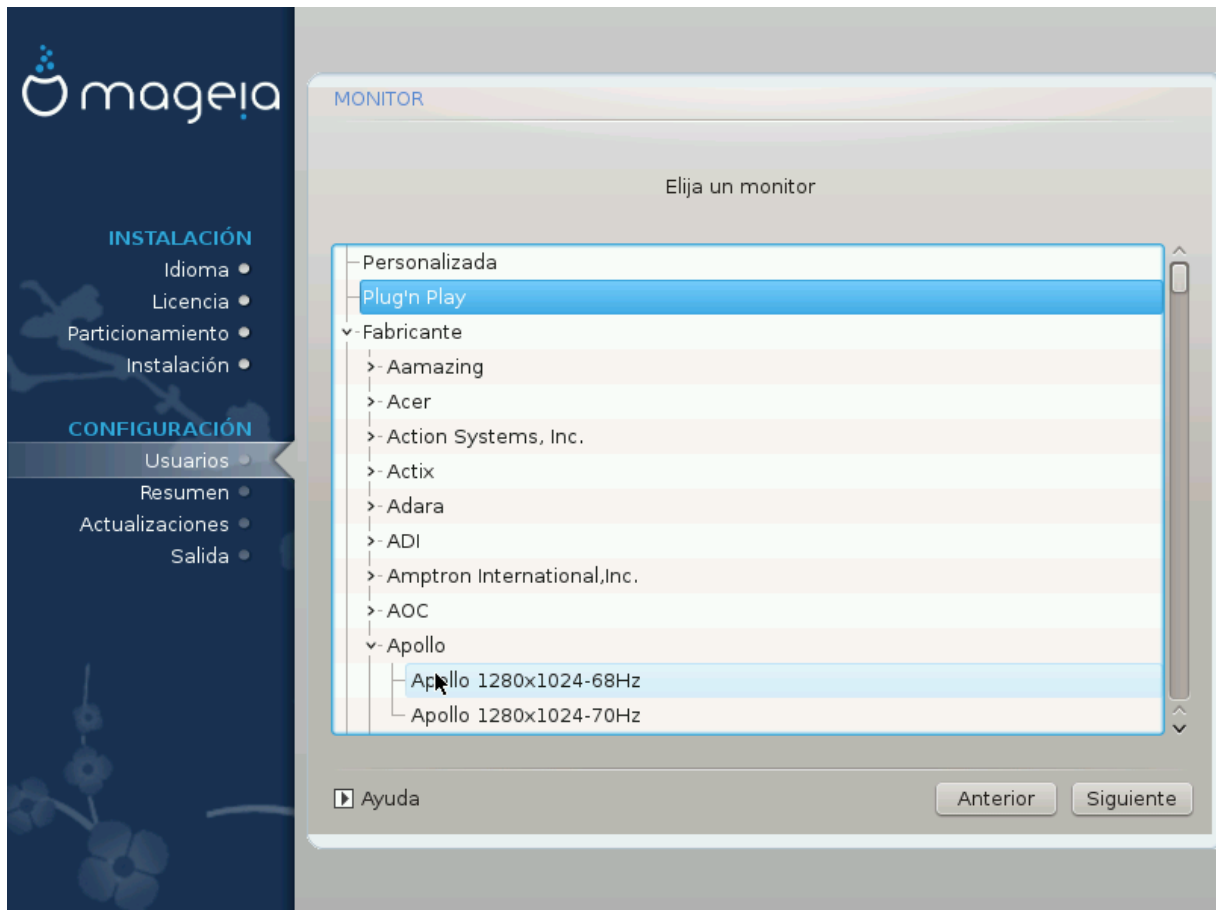 mageia
INSTALACIÓN
Idioma
Licencia
Particionamiento
Instalación
CONFIGURACIÓN
Usuarios
Resumen
Actualizaciones
Salida
MONITOR
Elija un monitor
Personalizada
Plug'n Play
Fabricante
Aamazing
Acer
Action Systems, Inc.
Actix
Adara
ADI
Amptron International,Inc.
AOC
Apollo
Apollo 1280x1024-68Hz
Apollo 1280x1024-70Hz
Ayuda
Anterior
Siguiente